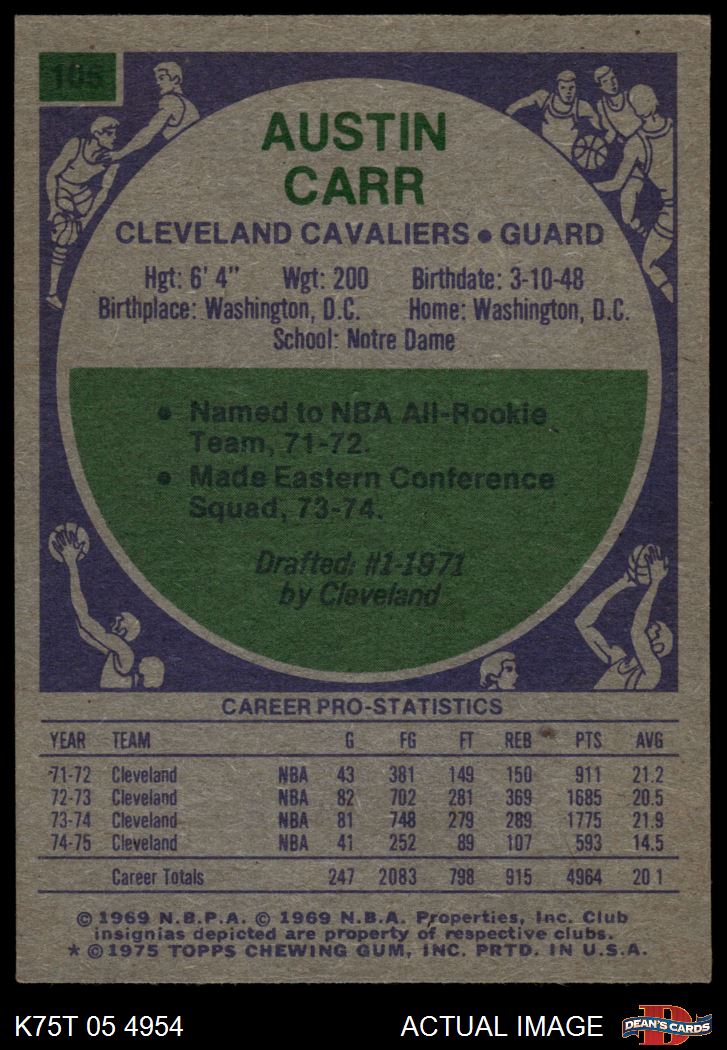 105
AUSTIN
CARR
CLEVELAND CAVALIERS • GUARD
Hgt: 6' 4" Wgt: 200 Birthdate: 3-10-48
Birthplace: Washington, D.C. Home: Washington, D.C.
School: Notre Dame
• Named to NBA All-Rookie
Team, 71-72.
• Made Eastern Conference
Squad, 73-74.
Drafted: #1-1971
by Cleveland
CAREER PRO-STATISTICS
YEAR TEAM G FG FT REB PTS AVG
71-72 Cleveland NBA 43 381 149 150 911 21.2
72-73 Cleveland NBA 82 702 281 369 1685 20.5
73-74 Cleveland NBA 81 748 279 289 1775 21.9
74-75 Cleveland NBA 41 252 89 107 593 14.5
Career Totals 247 2083 798 915 4964 20 1
© 1969 N.B.P.A. © 1969 N.B.A. Properties, Inc. Club
insignias depicted are property of respective clubs.
* © 1975 TOPPS CHEWING GUM, INC. PRTD. IN U.S.A.
K75T 05 4954 ACTUAL IMAGE
D
DEAN'S CARDS